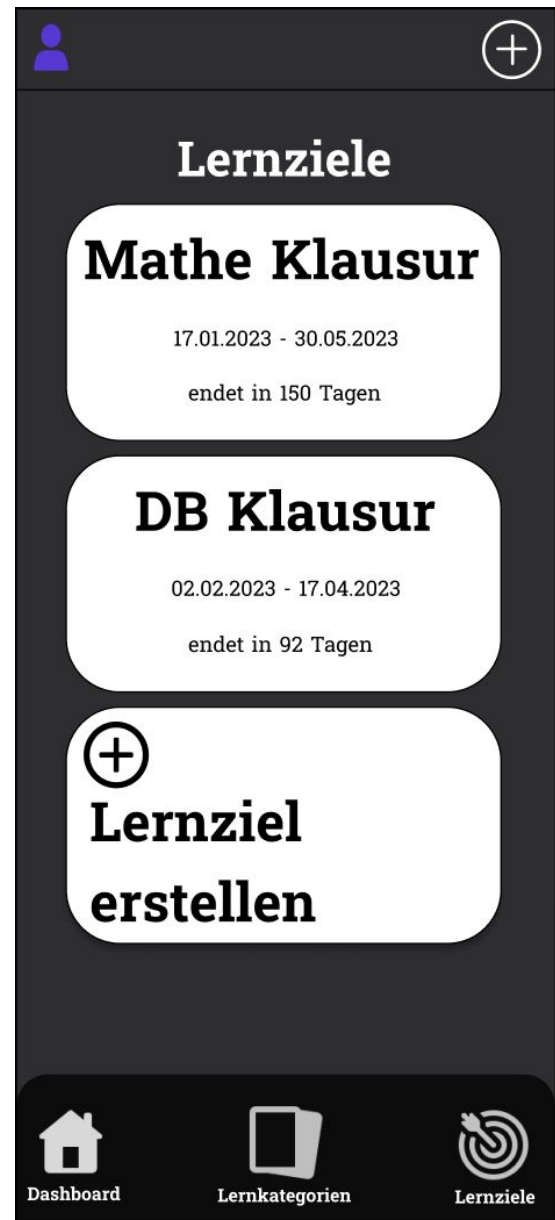 Lernziele
Mathe Klausur
17.01.2023 - 30.05.2023
endet in 150 Tagen
DB Klausur
02.02.2023 - 17.04.2023
endet in 92 Tagen
Lernziel
erstellen
Dashboard
Lernkategorien
Lernziele